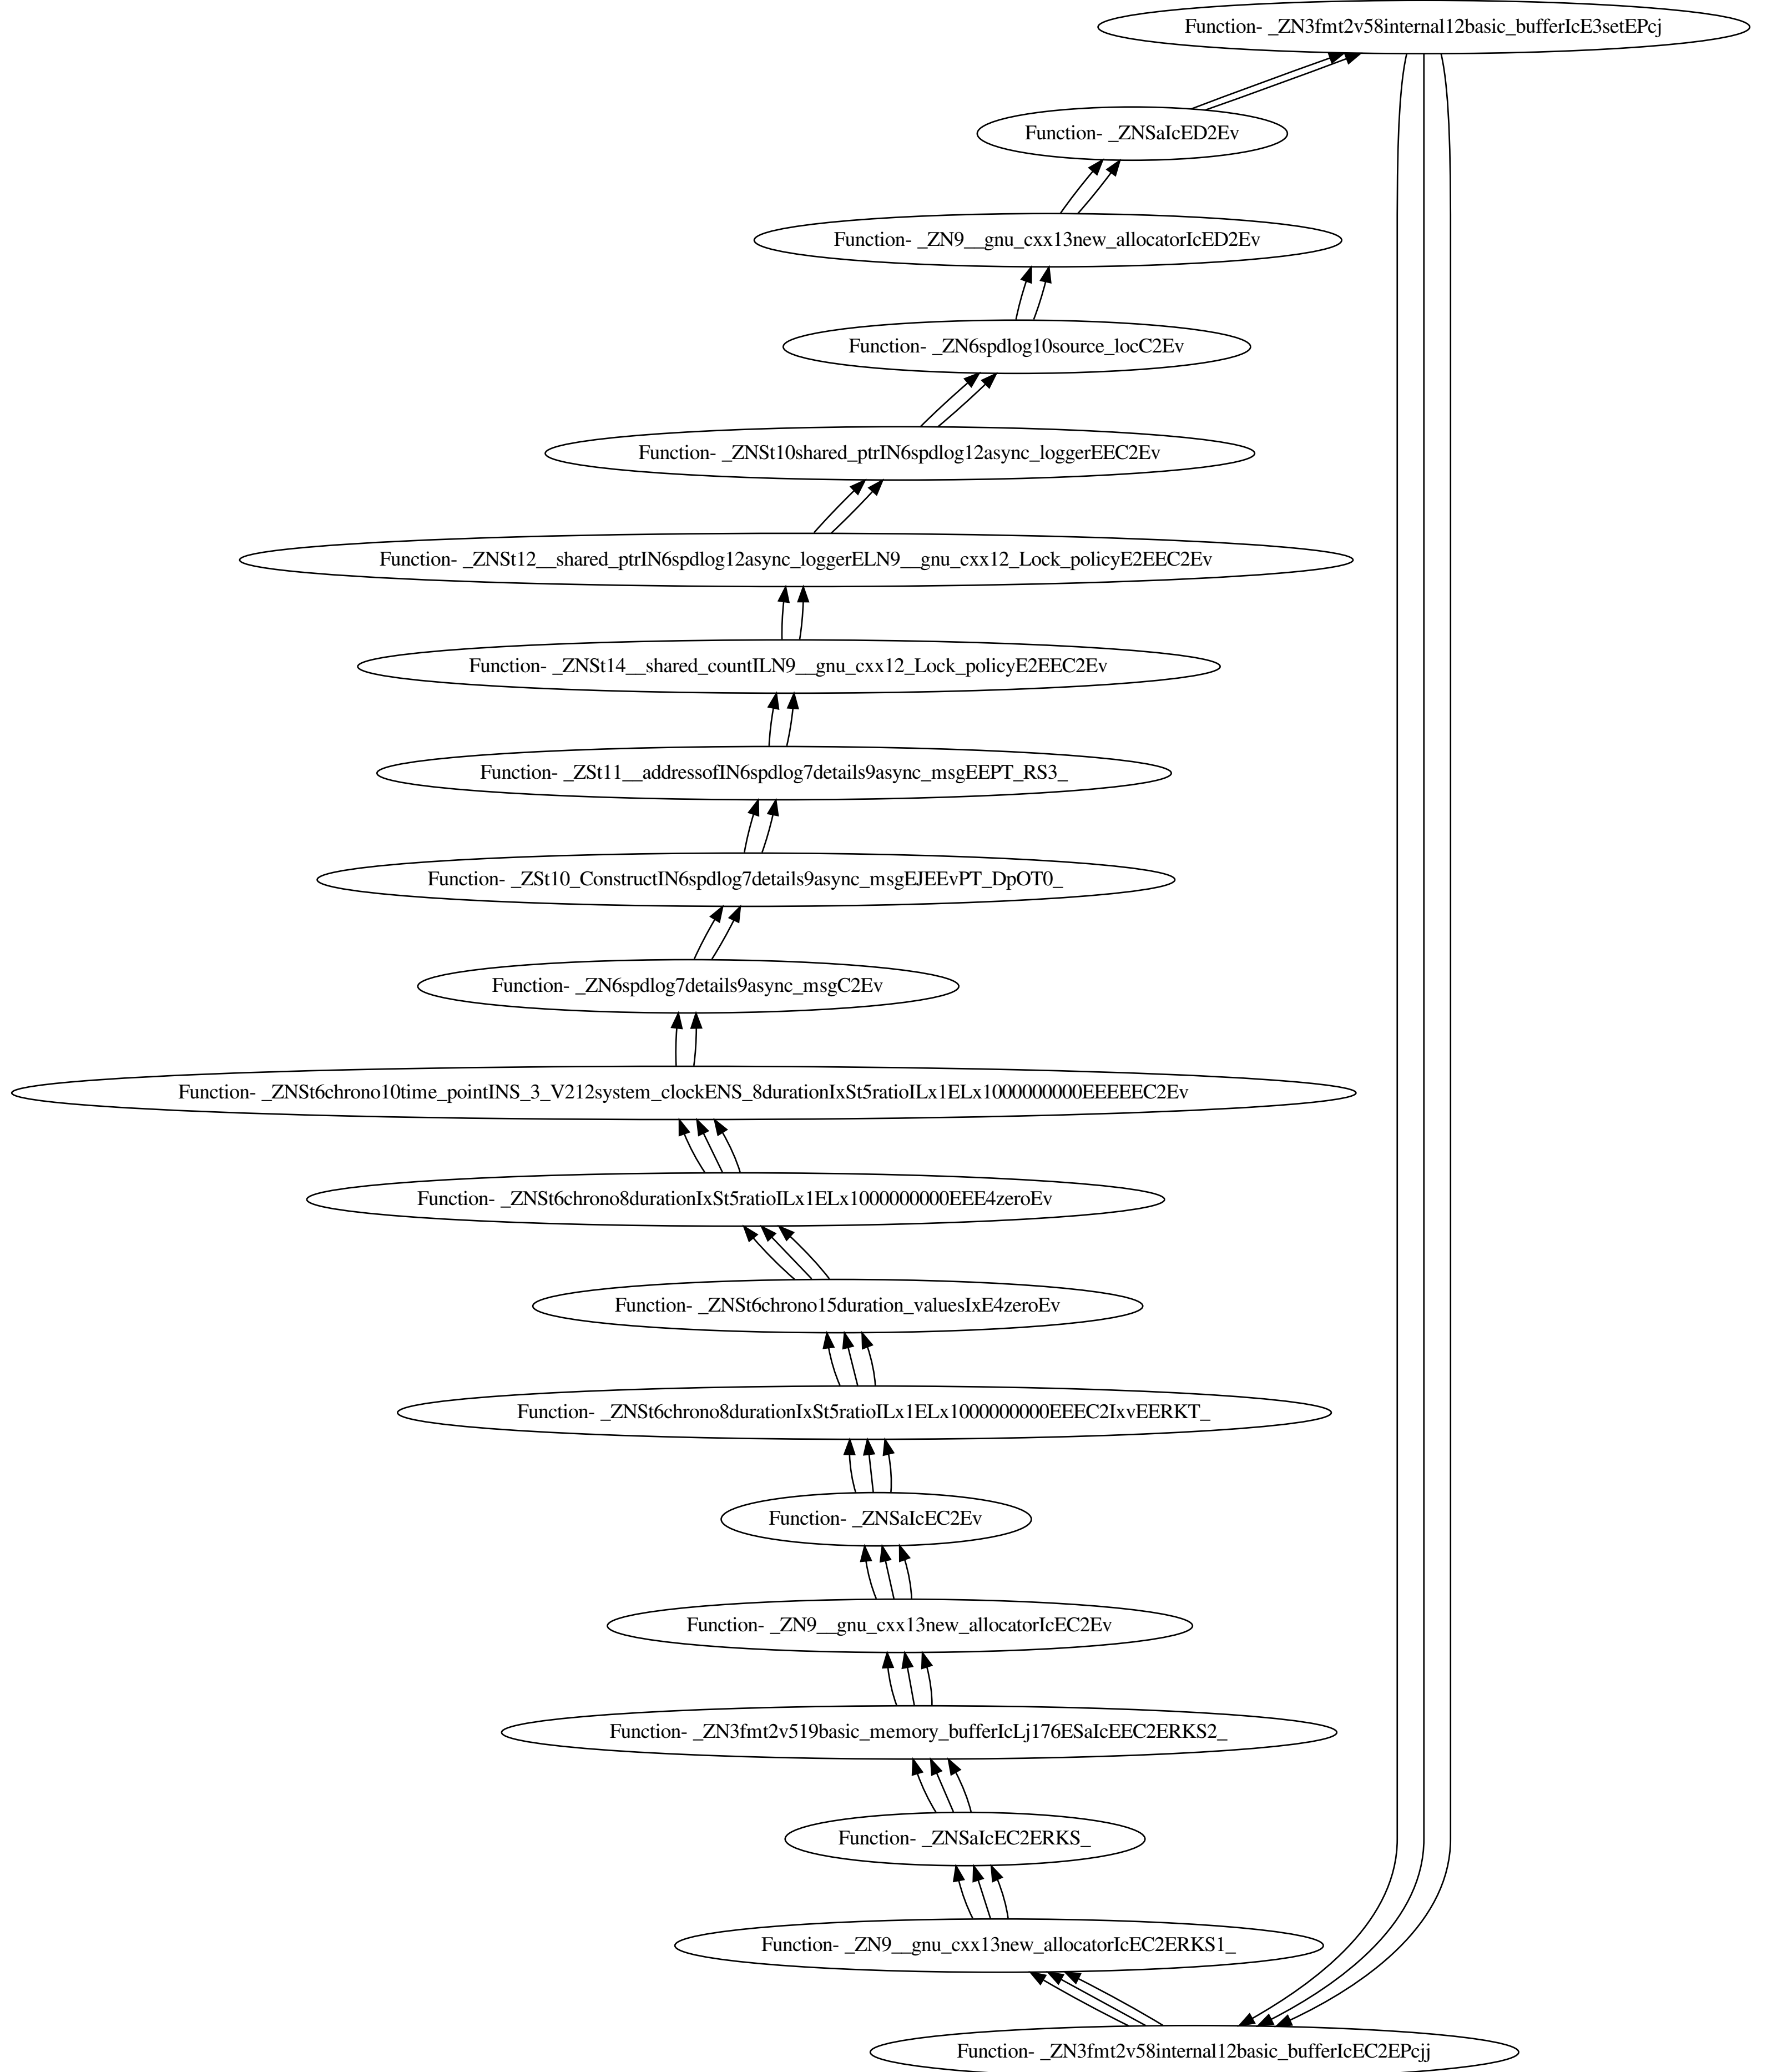 Function- _ZN3fmt2v58internal12basic_bufferIcE3setEPcj
Function- _ZNSaIcED2Ev
Function- _ZN9__gnu_cxx13new_allocatorIcED2Ev
Function- _ZN6spdlog10source_locC2Ev
Function- _ZNSt10shared_ptrIN6spdlog12async_loggerEEC2Ev
Function- _ZNSt12__shared_ptrIN6spdlog12async_loggerELN9__gnu_cxx12_Lock_policyE2EEC2Ev
Function- _ZNSt14__shared_countILN9__gnu_cxx12_Lock_policyE2EEC2Ev
Function- _ZSt11__addressofIN6spdlog7details9async_msgEEPT_RS3_
Function- _ZSt10_ConstructIN6spdlog7details9async_msgEJEEvPT_DpOT0_
Function- _ZN6spdlog7details9async_msgC2Ev
Function- _ZNSt6chrono10time_pointINS_3_V212system_clockENS_8durationIxSt5ratioILx1ELx1000000000EEEEEC2Ev
Function- _ZNSt6chrono8durationIxSt5ratioILx1ELx1000000000EEE4zeroEv
Function- _ZNSt6chrono15duration_valuesIxE4zeroEv
Function- _ZNSt6chrono8durationIxSt5ratioILx1ELx1000000000EEEC2IxvEERKT_
Function- _ZNSaIcEC2Ev
Function- _ZN9__gnu_cxx13new_allocatorIcEC2Ev
Function- _ZN3fmt2v519basic_memory_bufferIcLj176ESaIcEEC2ERKS2_
Function- _ZNSaIcEC2ERKS_
Function- _ZN9__gnu_cxx13new_allocatorIcEC2ERKS1_
Function- _ZN3fmt2v58internal12basic_bufferIcEC2EPcjj